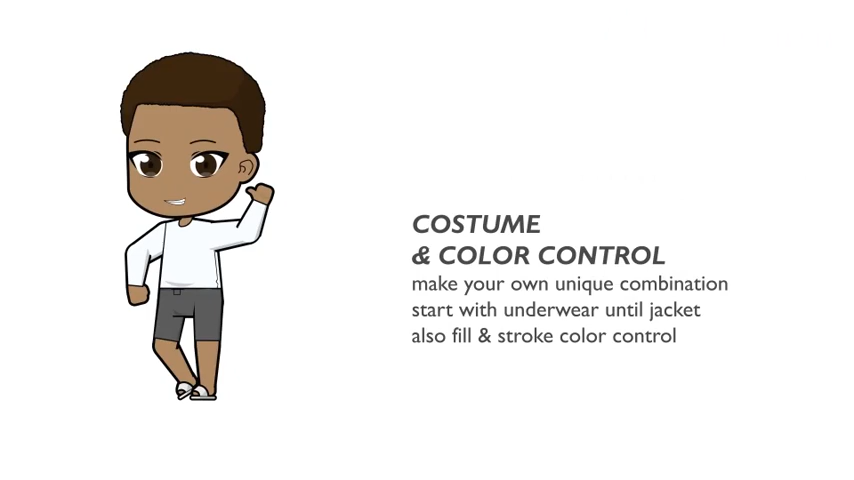 COSTUME
& COLOR CONTROL
make your own unique combination
start with underwear until jacket
also fill & stroke color control